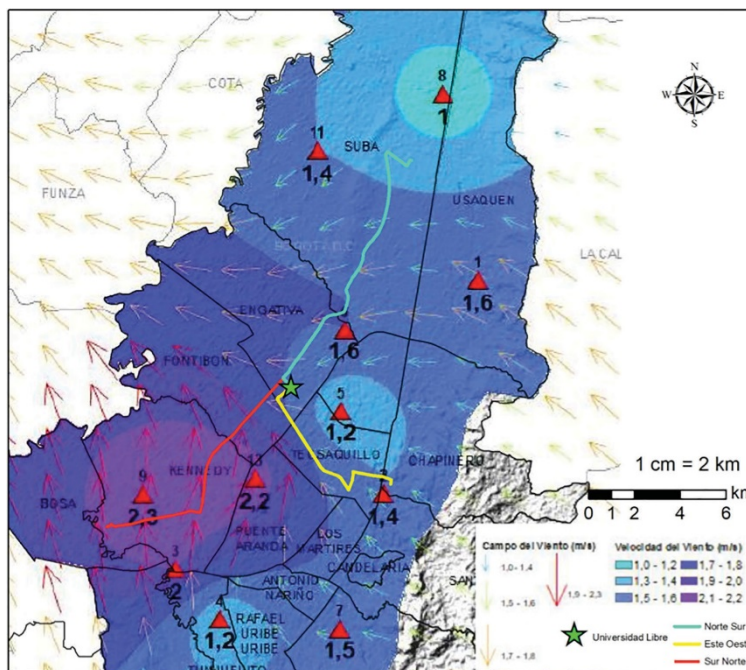 8
1
COTA
11
1,4
SUBA
FUNZA
USAQUEN
BOGOTA D.C
LA CAL
1
1,6
ENGATIVA
1,6
FONTIBON
5
1,2
TEUSAQUILLO
CHAPINERO
KENNEDY
9
2,3
13
2,2
BOSA
1,4
PUENTE
ARANDA
LOS
MARTIRES
CANDELARIA
SAN
3
2
ANTONIO
NARIÑO
4
1,2
RAFAEL
URIBE
URIBE
7
1,5
N
W
E
S
1 cm = 2 km
0 1 2 4 6
km
Campo del Viento (m/s)
1,0 - 1,4
1,5 - 1,6
1,7 - 1,8
1,9 - 2,3
Velocidad del Viento (m/s)
1,0 - 1,2
1,3 - 1,4
1,5 - 1,6
1,7 - 1,8
1,9 - 2,0
2,1 - 2,2
Universidad Libre
Norte Sur
Este Oest
Sur Norte